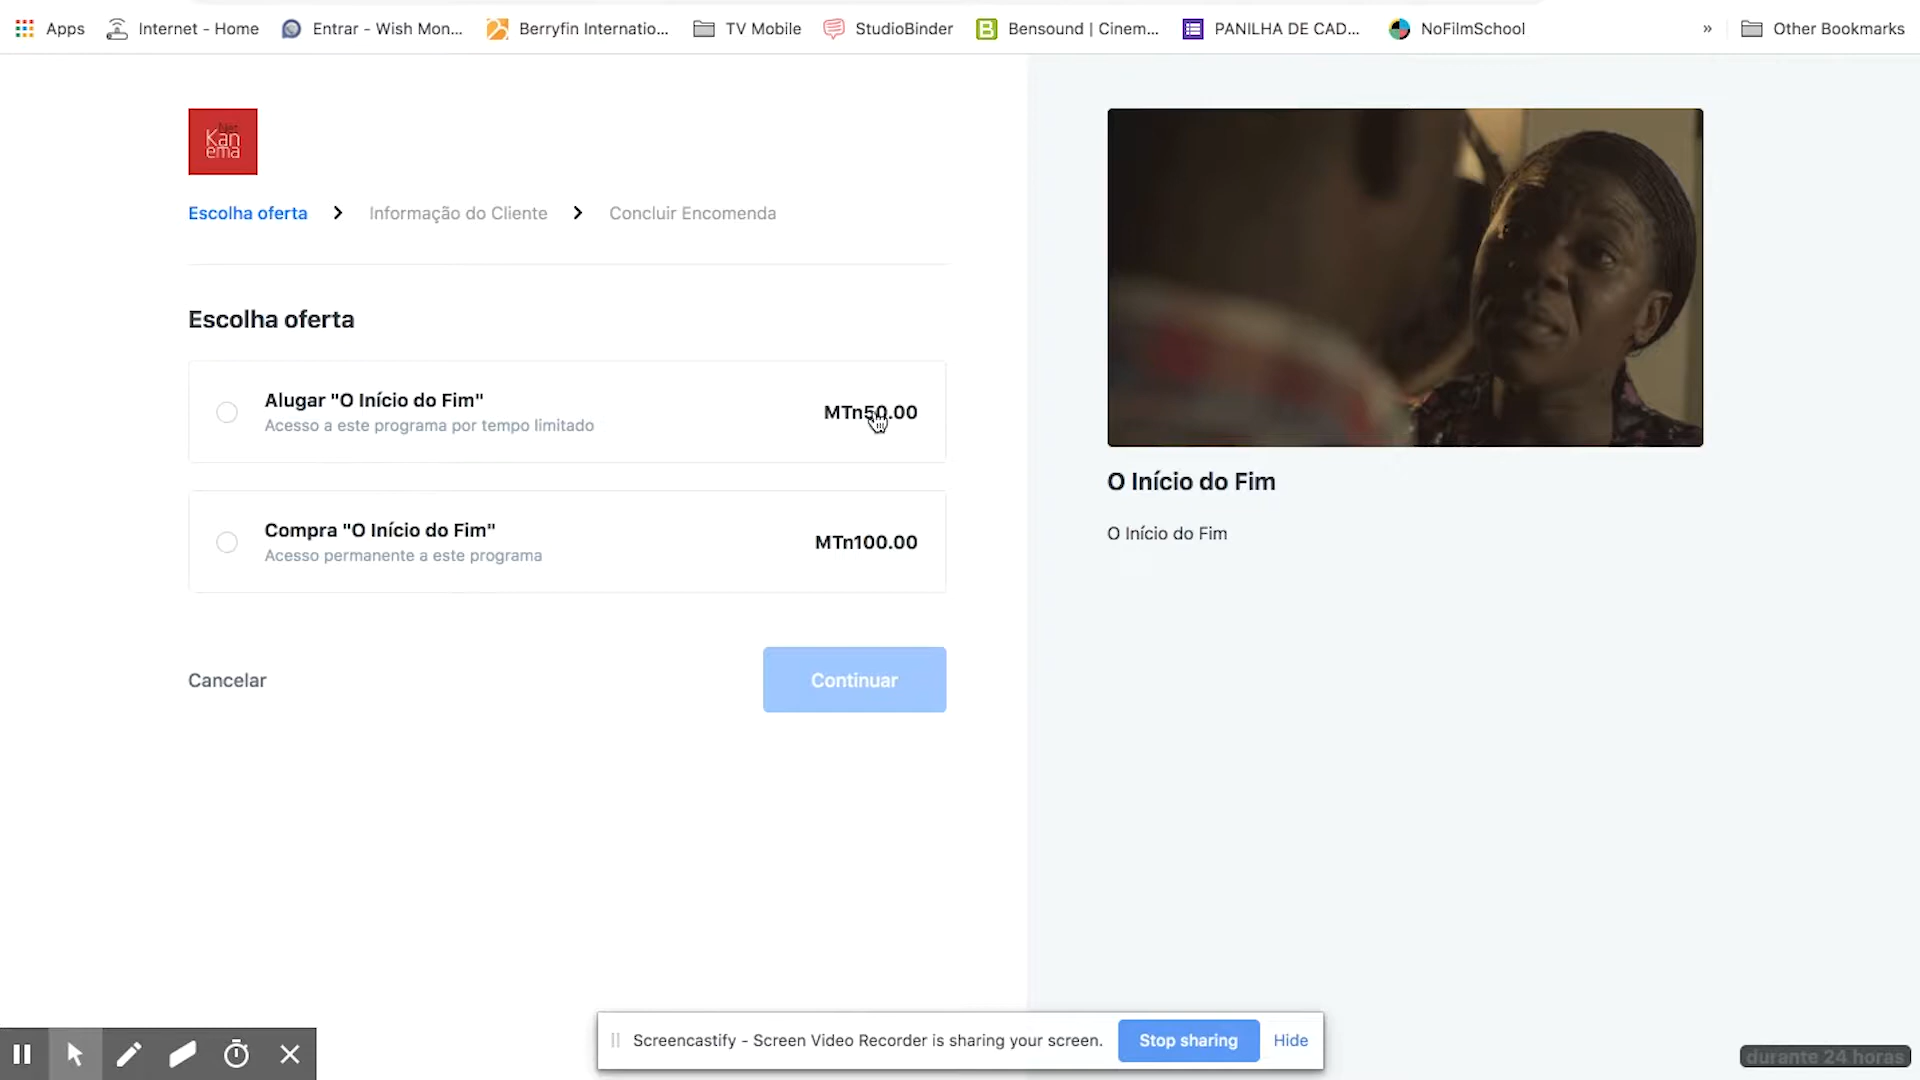 Apps
Internet - Home
Entrar - Wish Mon...
Berryfin Internatio...
TV Mobile
StudioBinder
Bensound | Cinem...
PANILHA DE CAD...
NoFilmSchool
»
Other Bookmarks
Net
Kan
ema
Escolha oferta
Informação do Cliente
Concluir Encomenda
Escolha oferta
Alugar "O Início do Fim"
Acesso a este programa por tempo limitado
MTn50.00
Compra "O Início do Fim"
Acesso permanente a este programa
MTn100.00
Cancelar
Continuar
O Início do Fim
O Início do Fim
Screencastify - Screen Video Recorder is sharing your screen.
Stop sharing
Hide
durante 24 horas